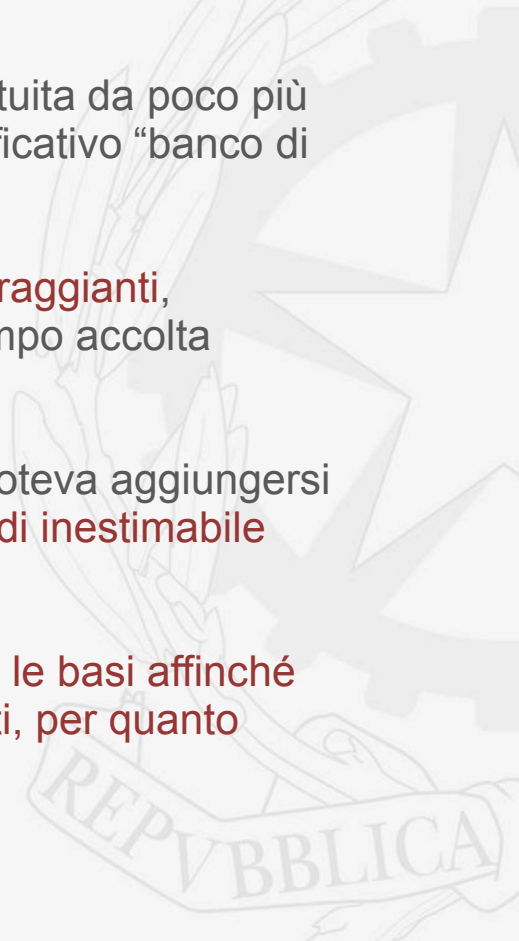 tuita da poco più
ficativo “banco di
raggianti,
mpo accolta
oteva aggiungersi
di inestimabile
le basi affinché
ti, per quanto
REPVBBLICA